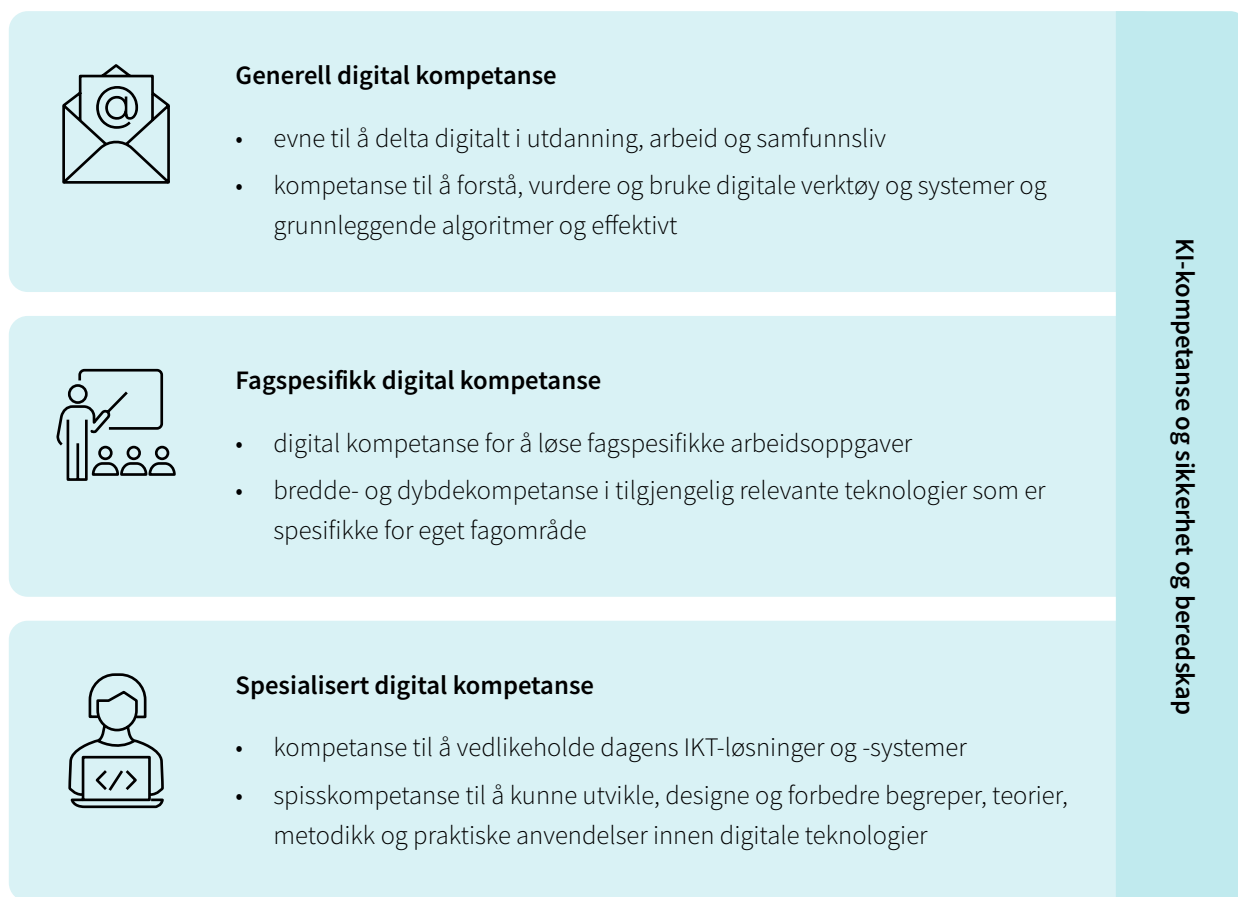 @
Generell digital kompetanse
• evne til å delta digitalt i utdanning, arbeid og samfunnsliv
• kompetanse til å forstå, vurdere og bruke digitale verktøy og systemer og
grunnleggende algoritmer og effektivt
Fagspesifikk digital kompetanse
• digital kompetanse for å løse fagspesifikke arbeidsoppgaver
• bredde- og dybdekompetanse i tilgjengelig relevante teknologier som er
spesifikke for eget fagområde
</>
Spesialisert digital kompetanse
• kompetanse til å vedlikeholde dagens IKT-løsninger og -systemer
• spisskompetanse til å kunne utvikle, designe og forbedre begreper, teorier,
metodikk og praktiske anvendelser innen digitale teknologier
KI-kompetanse og sikkerhet og beredskap